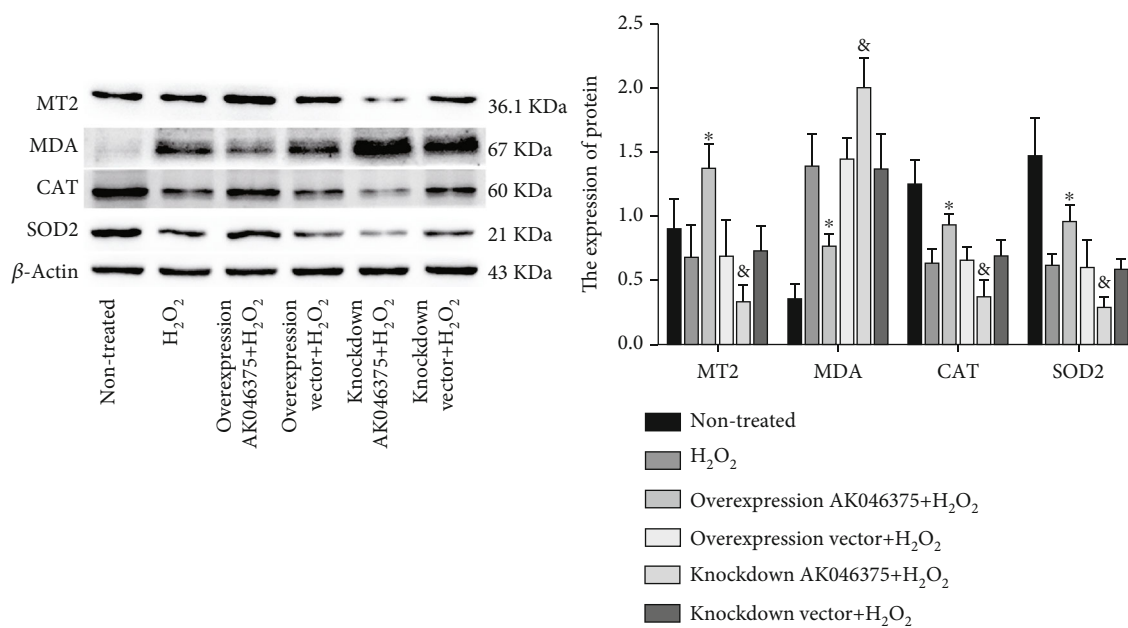 MT2
36.1 KDa
MDA
67 KDa
CAT
60 KDa
SOD2
21 KDa
β-Actin
43 KDa
Non-treated
H₂O₂
Overexpression
AK046375+H₂O₂
Overexpression
vector+H₂O₂
Knockdown
AK046375+H₂O₂
Knockdown
vector+H₂O₂
The expression of protein
2.5
2.0
1.5
1.0
0.5
0.0
*
&
*
&
*
&
*
&
MT2
MDA
CAT
SOD2
Non-treated
H₂O₂
Overexpression AK046375+H₂O₂
Overexpression vector+H₂O₂
Knockdown AK046375+H₂O₂
Knockdown vector+H₂O₂